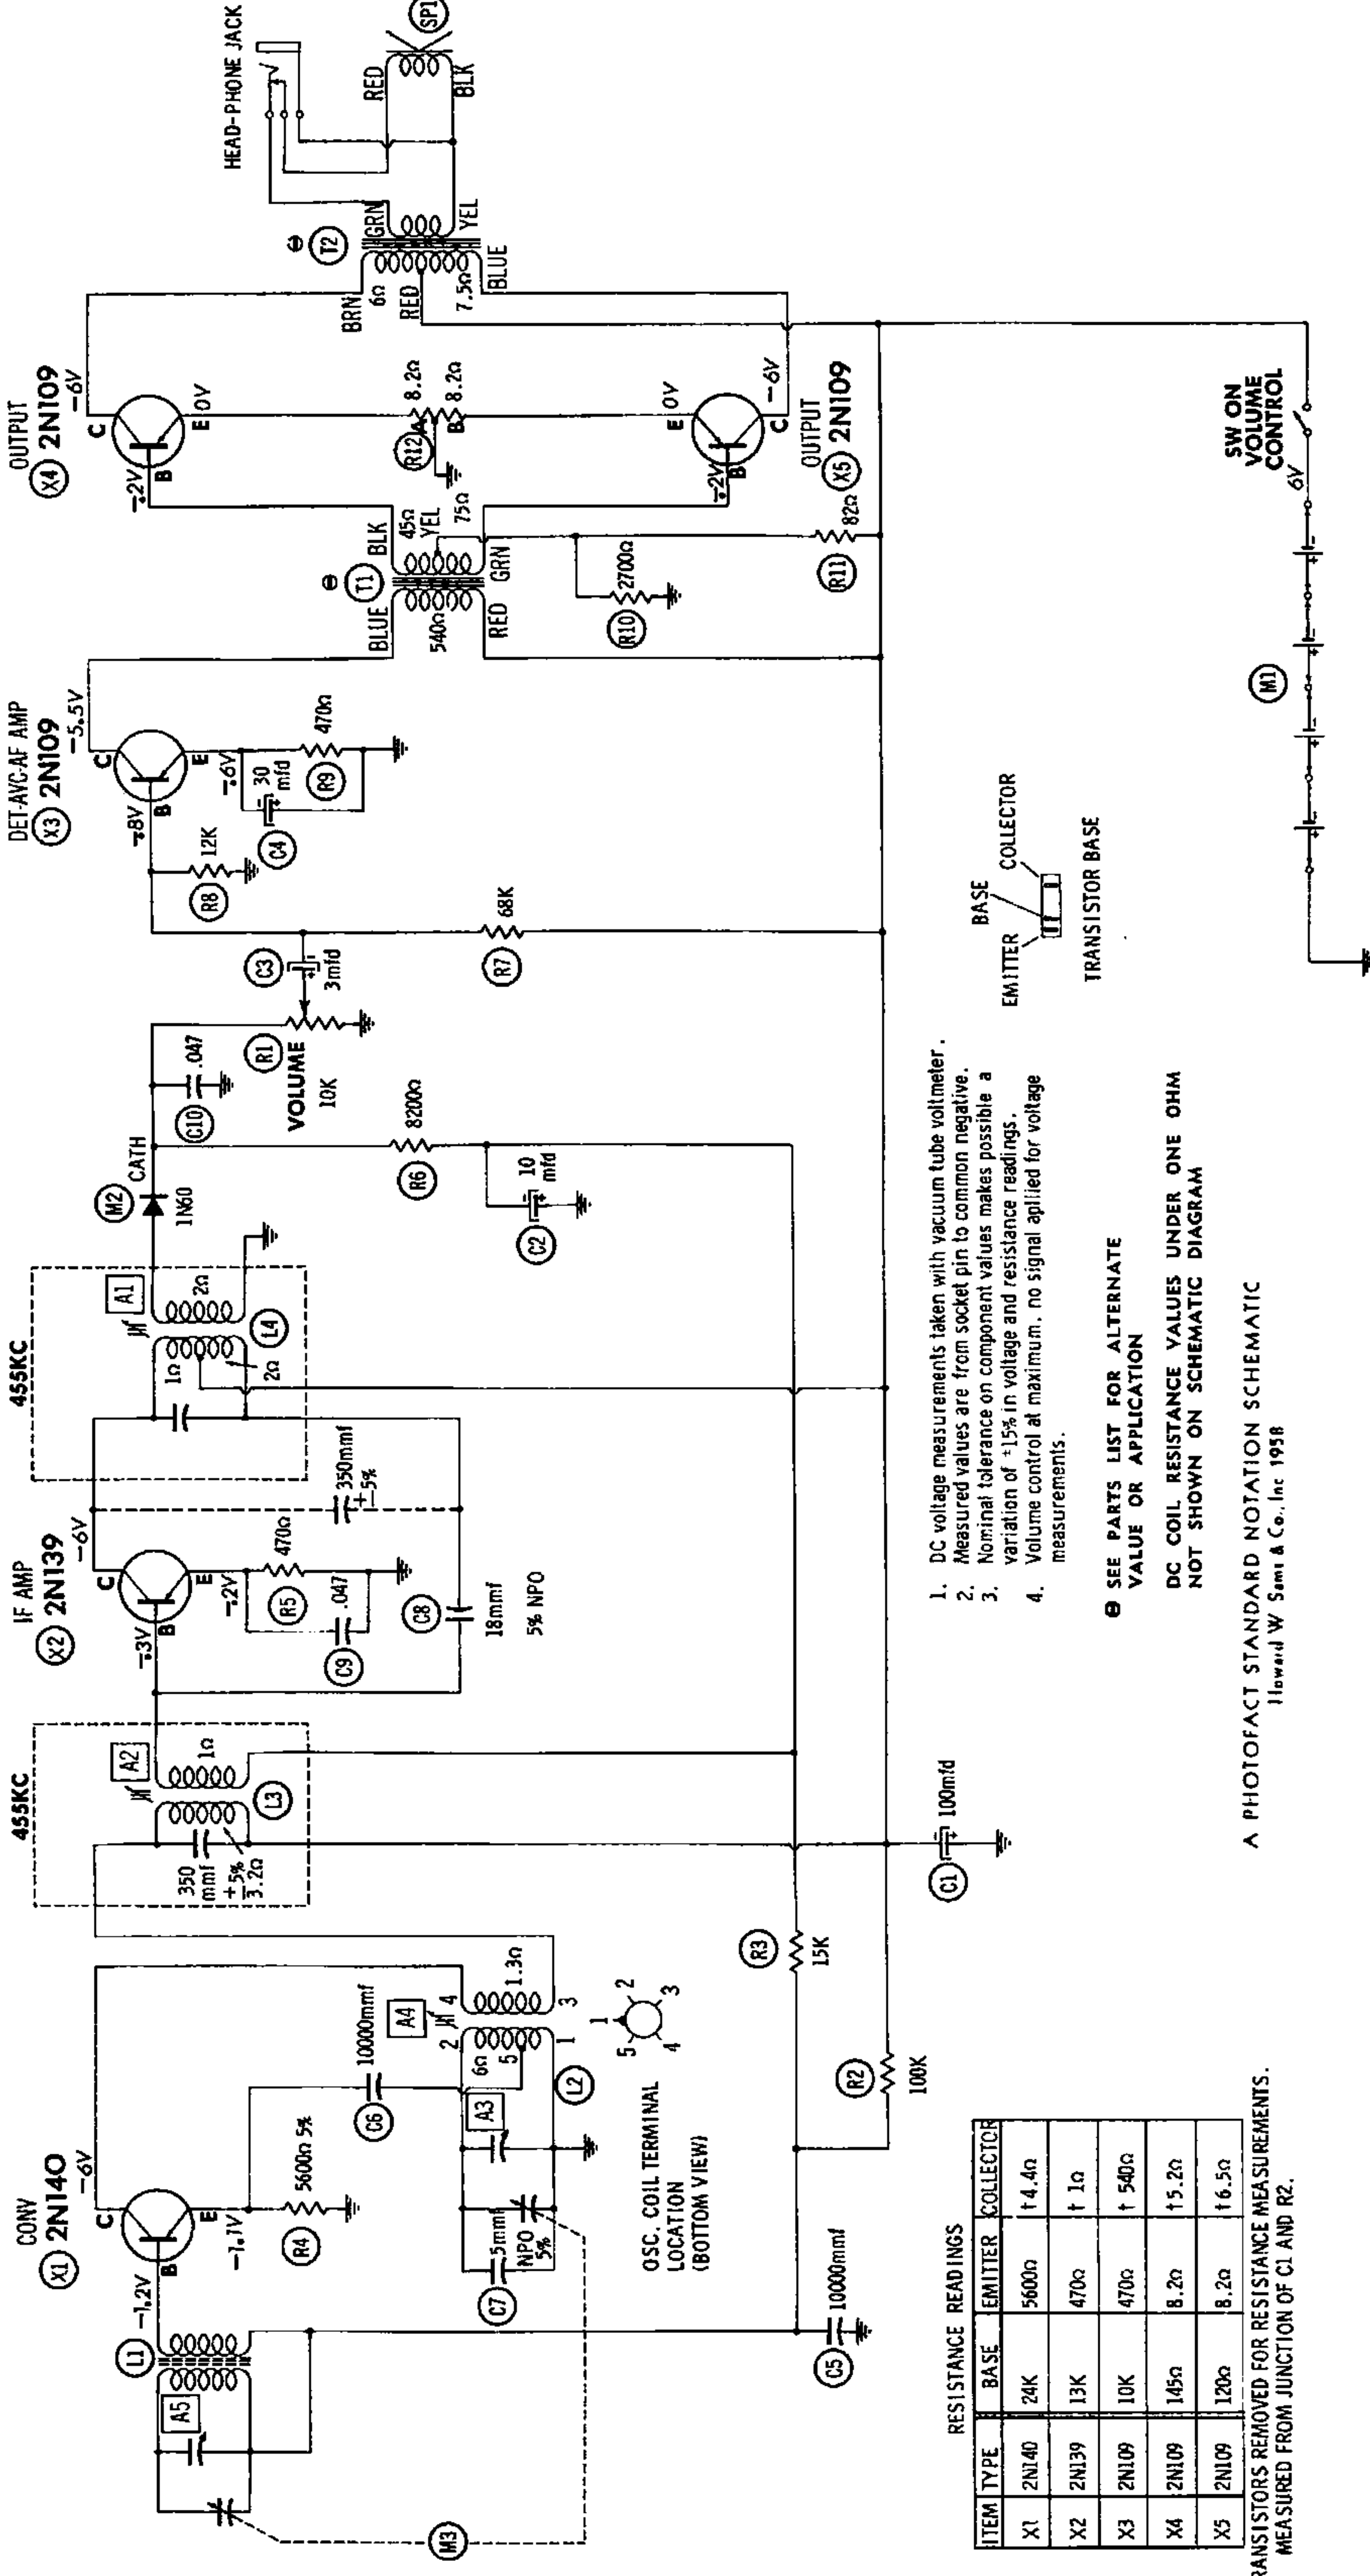 CONV
X1 2N140
-6V
C
E
B
-1.2V
-1.1V
L1
A5
M3
R4
5600Ω 5%
C6
10000mmf
C7
5mmf
NPO
5%
A3
A4
2
4
6Ω
1.3Ω
5
1
3
L2
OSC. COIL TERMINAL
LOCATION
(BOTTOM VIEW)
1
2
3
4
5
C5
10000mmf
R2
100K
R3
15K
C1
100mfd
455KC
A2
1Ω
350
mmf
±5%
3.2Ω
L3
IF AMP
X2 2N139
-6V
C
E
B
-.3V
-.2V
R5
470Ω
C9
.047
C8
18mmf
5% NPO
350mmf
±5%
455KC
A1
1Ω
2Ω
2Ω
L4
M2
CATH
1N60
C10
.047
R6
8200Ω
C2
10
mfd
R1
VOLUME
10K
C3
3mfd
R7
68K
R8
12K
DET-AVC-AF AMP
X3 2N109
-5.5V
C
E
B
-.8V
-.6V
C4
30
mfd
R9
470Ω
T1
BLUE
BLK
540Ω
45Ω
YEL
75Ω
RED
GRN
R10
2700Ω
R11
82Ω
OUTPUT
X4 2N109
-6V
C
E
0V
B
-.2V
R12
A
B
8.2Ω
8.2Ω
E
0V
-.2V
B
C
-6V
OUTPUT
X5 2N109
T2
BRN
GRN
6Ω
RED
7.5Ω
YEL
BLUE
HEAD-PHONE JACK
RED
BLK
SP1
SW ON
VOLUME
CONTROL
6V
M1
EMITTER
BASE
COLLECTOR
TRANSISTOR BASE
1. DC voltage measurements taken with vacuum tube voltmeter.
2. Measured values are from socket pin to common negative.
3. Nominal tolerance on component values makes possible a
variation of ±15% in voltage and resistance readings.
4. Volume control at maximum, no signal apllied for voltage
measurements.
SEE PARTS LIST FOR ALTERNATE
VALUE OR APPLICATION
DC COIL RESISTANCE VALUES UNDER ONE OHM
NOT SHOWN ON SCHEMATIC DIAGRAM
A PHOTOFACT STANDARD NOTATION SCHEMATIC
Howard W Sams & Co., Inc 1958
RESISTANCE READINGS
ITEM TYPE BASE EMITTER COLLECTOR
X1 2N140 24K 5600Ω †4.4Ω
X2 2N139 13K 470Ω †1Ω
X3 2N109 10K 470Ω †540Ω
X4 2N109 145Ω 8.2Ω †5.2Ω
X5 2N109 120Ω 8.2Ω †6.5Ω
RANSISTORS REMOVED FOR RESISTANCE MEASUREMENTS.
MEASURED FROM JUNCTION OF C1 AND R2.